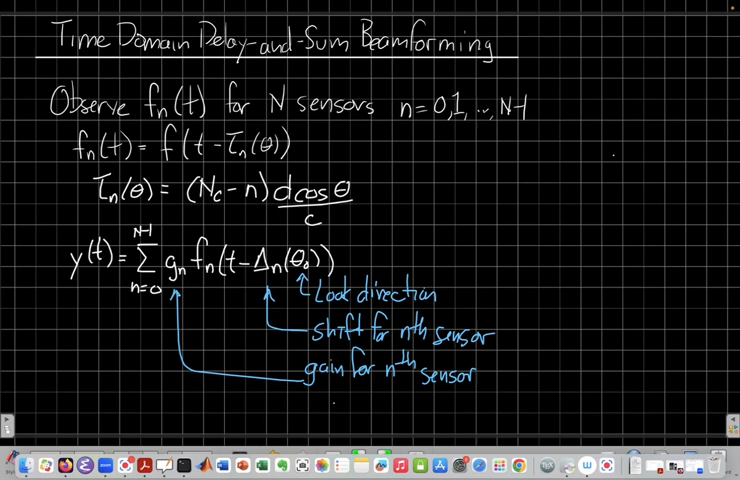 Time Domain Delay-and-Sum Beamforming
Observe fₙ(t) for N sensors n=0,1,...,N-1
fₙ(t) = f(t - τₙ(θ))
τₙ(θ) = (N_c - n) d cos θ / c
y(t) = Σ_{n=0}^{N-1} gₙ fₙ(t - Δₙ(θ₀))
Look direction
shift for nth sensor
gain for nᵗʰ sensor